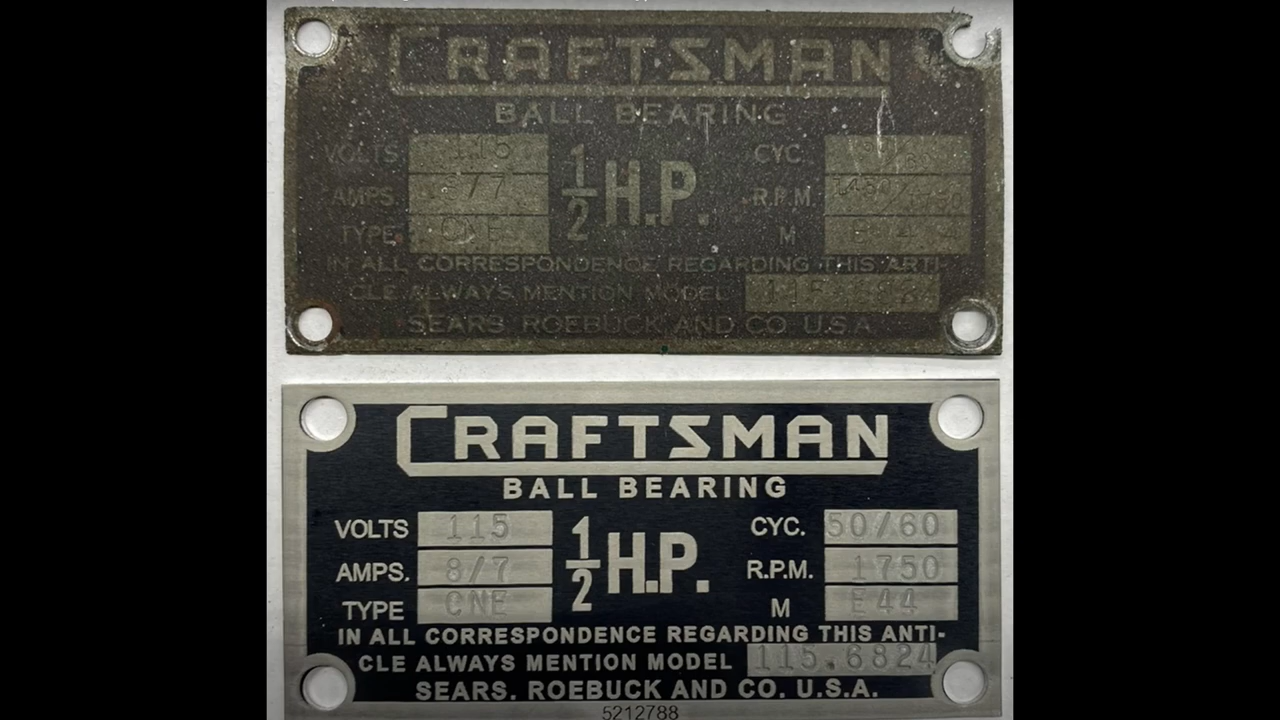 CRAFTSMAN
BALL BEARING
VOLTS 115
CYC.
AMPS. /7
1/2 H.P.
R.P.M.
TYPE CNE
M
IN ALL CORRESPONDENCE REGARDING THIS ARTI-
CLE ALWAYS MENTION MODEL
SEARS. ROEBUCK AND CO. U.S.A.
CRAFTSMAN
BALL BEARING
VOLTS 115
CYC. 50/60
AMPS. 8/7
1/2 H.P.
R.P.M. 1750
TYPE CNE
M E44
IN ALL CORRESPONDENCE REGARDING THIS ANTI-
CLE ALWAYS MENTION MODEL 115.6824
SEARS. ROEBUCK AND CO. U.S.A.
5212788